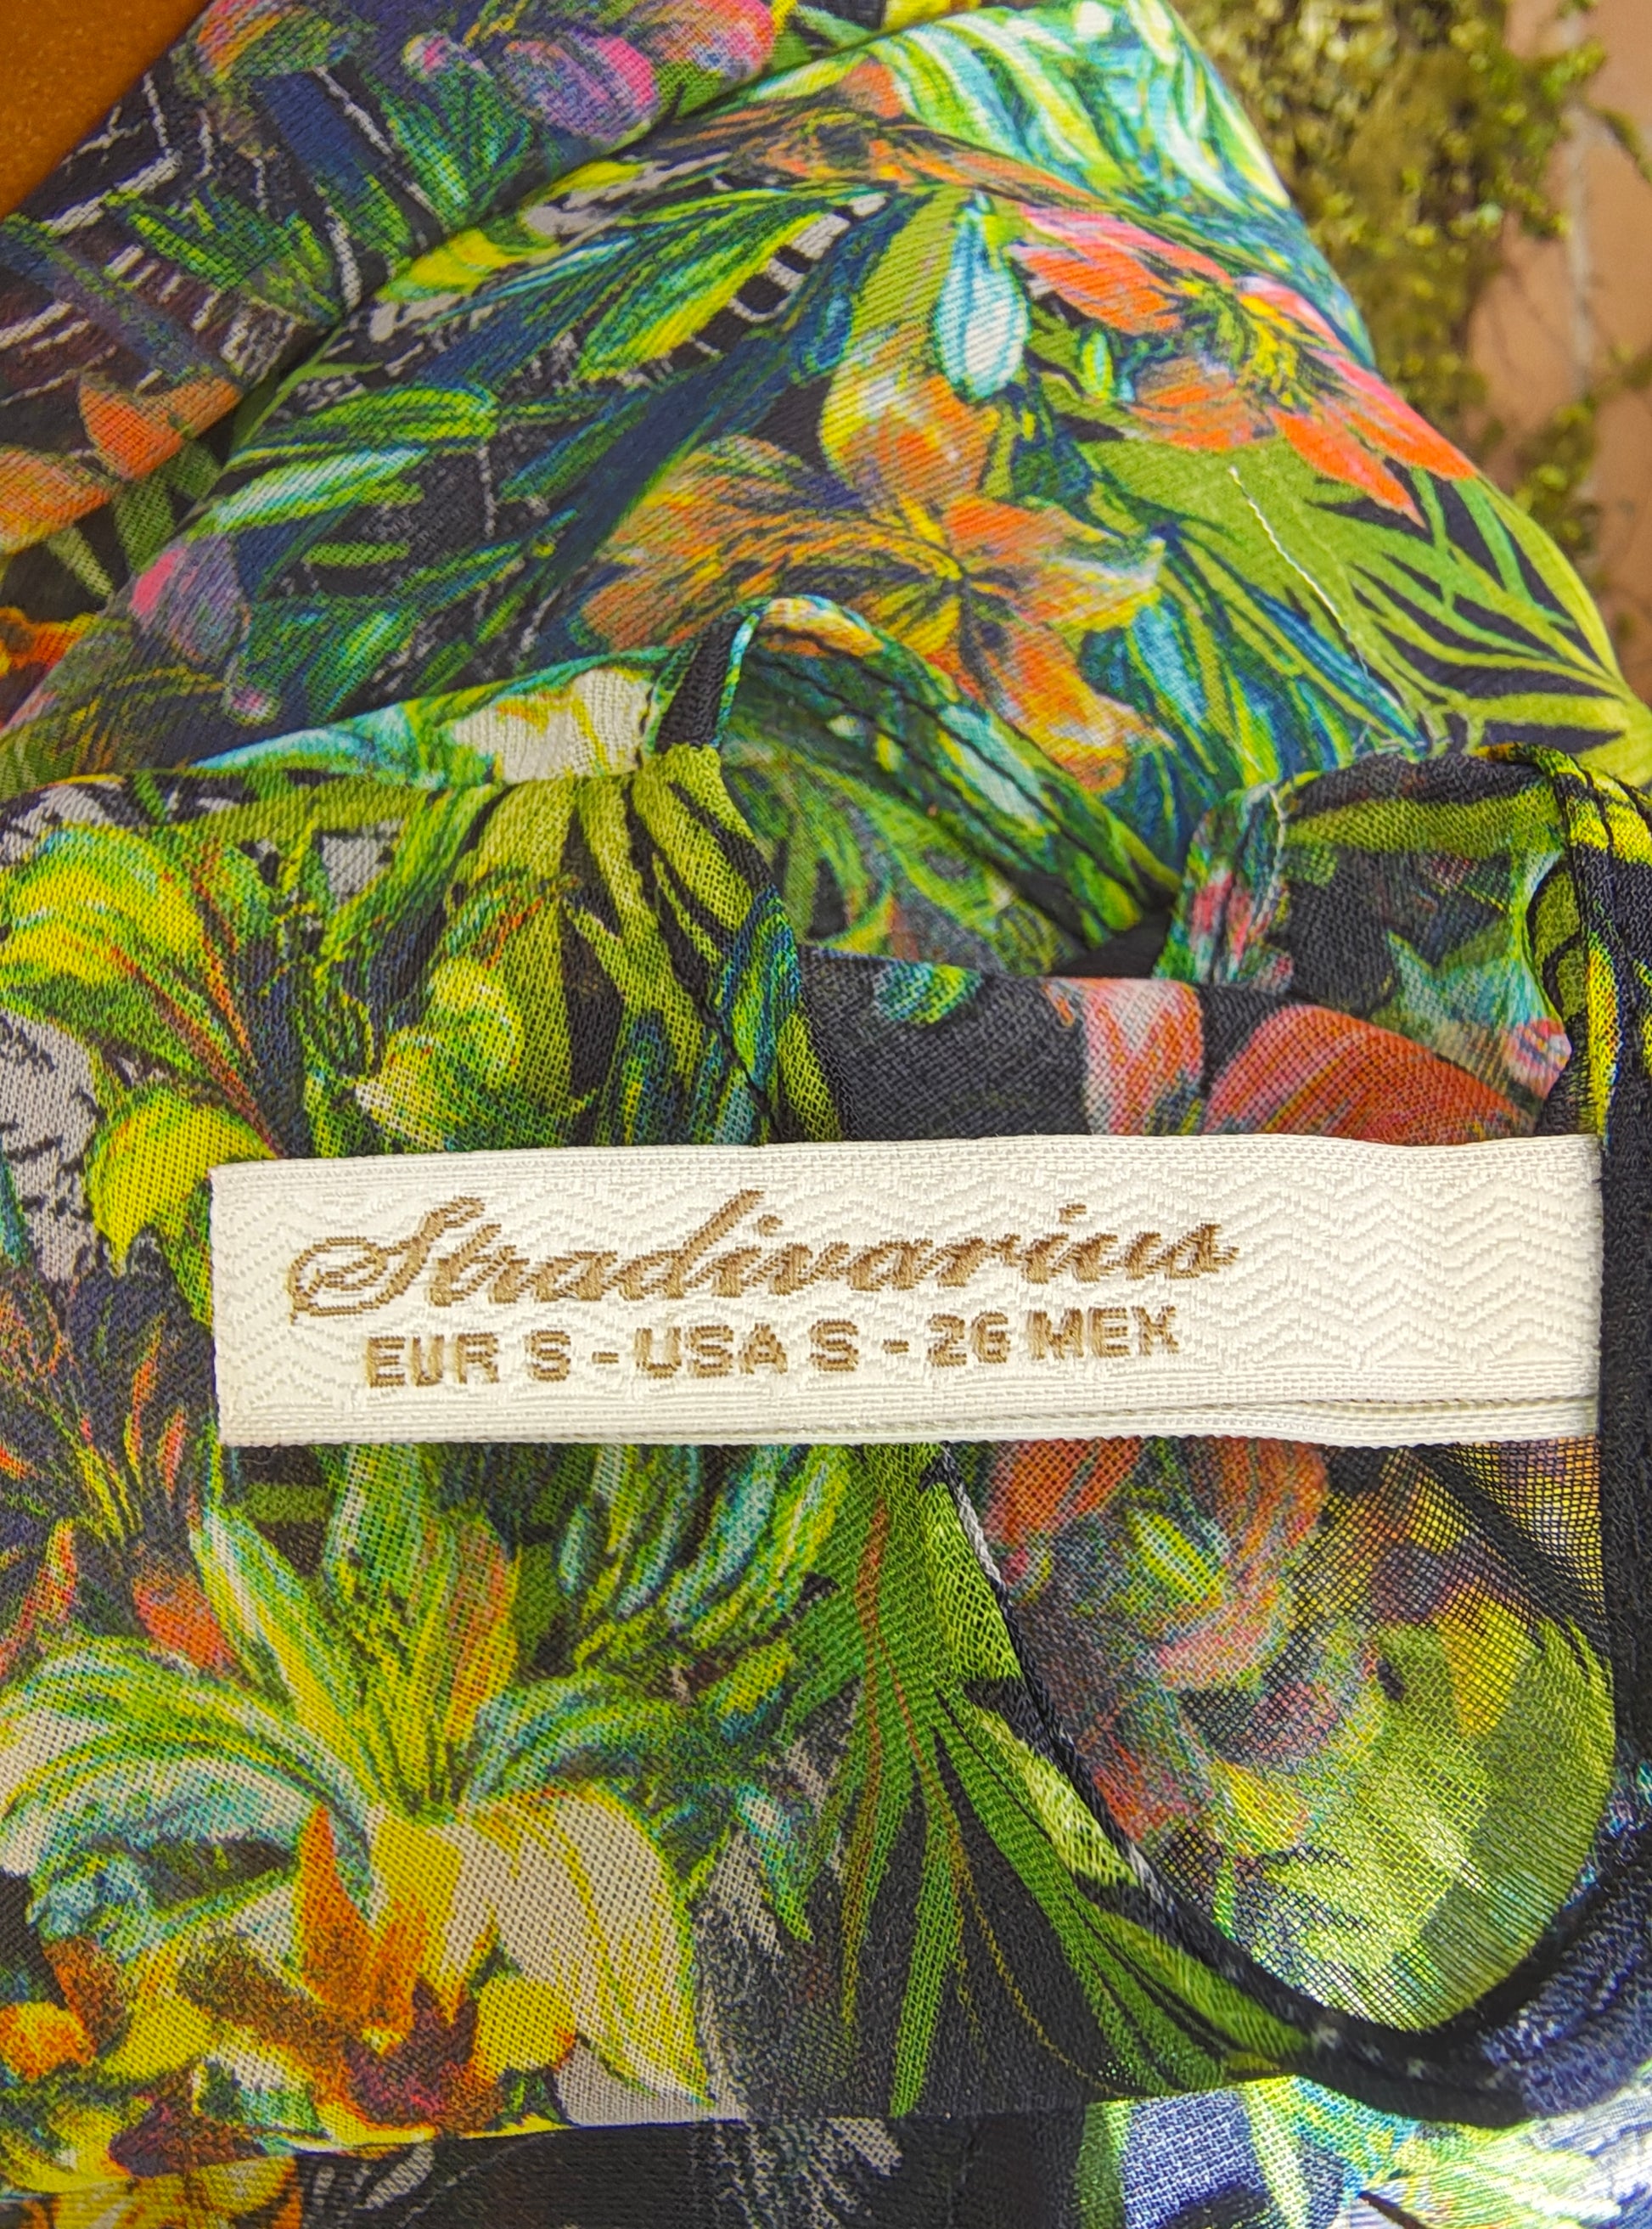 Stradivarius
EUR S - USA S - 26 MEX